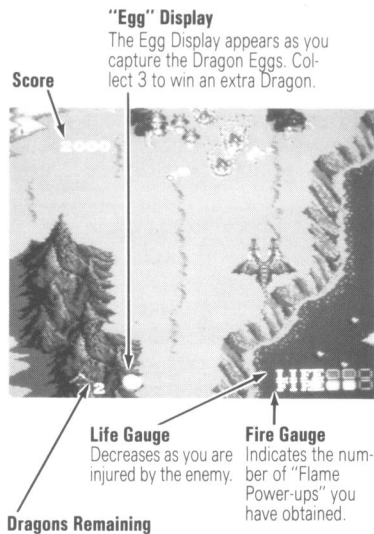 "Egg" Display
The Egg Display appears as you
capture the Dragon Eggs. Col-
lect 3 to win an extra Dragon.
Score
2000
2
LIFE
FIRE
Life Gauge
Decreases as you are
injured by the enemy.
Fire Gauge
Indicates the num-
ber of "Flame
Power-ups" you
have obtained.
Dragons Remaining